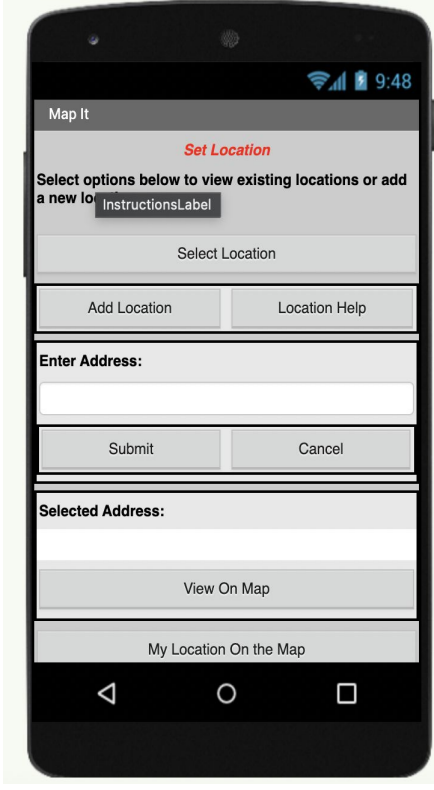 9:48
Map It
Set Location
Select options below to view existing locations or add
a new lo
InstructionsLabel
Select Location
Add Location Location Help
Enter Address:
Submit Cancel
Selected Address:
View On Map
My Location On the Map